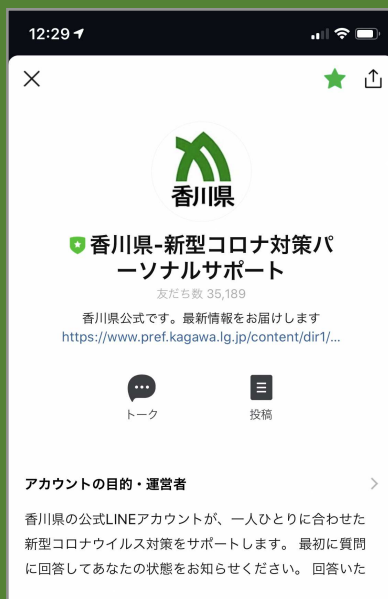 12:29
香川県
香川県-新型コロナ対策パ
ーソナルサポート
友だち数 35,189
香川県公式です。最新情報をお届けします
https://www.pref.kagawa.lg.jp/content/dir1/...
トーク
投稿
アカウントの目的・運営者
香川県の公式LINEアカウントが、一人ひとりに合わせた
新型コロナウイルス対策をサポートします。 最初に質問
に回答してあなたの状態をお知らせください。 回答いた